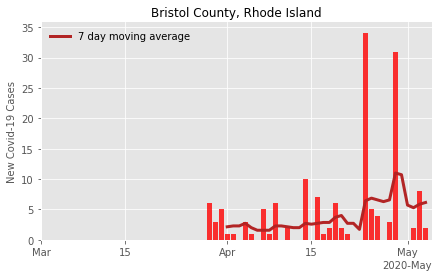 Bristol County, Rhode Island
7 day moving average
New Covid-19 Cases
35
30
25
20
15
10
5
0
Mar 15 Apr 15 May
2020-May